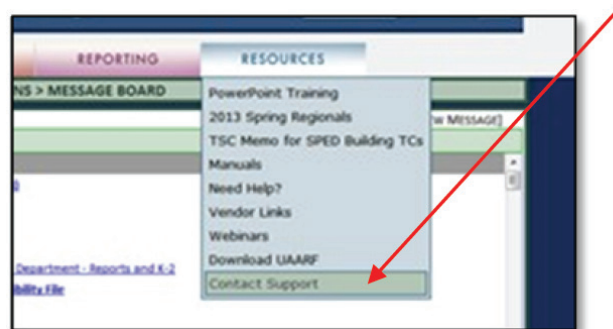 REPORTING RESOURCES
NS > MESSAGE BOARD
PowerPoint Training
2013 Spring Regionals
W MESSAGE]
TSC Memo for SPED Building TCs
Manuals
Need Help?
Vendor Links
Webinars
Download UAARF
Department - Reports and K-2
Contact Support
bility File